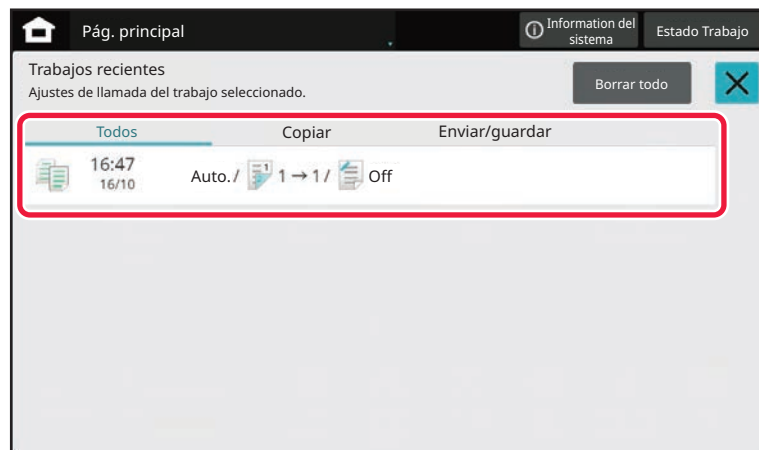 Pág. principal
Information del
sistema
Estado Trabajo
Trabajos recientes
Ajustes de llamada del trabajo seleccionado.
Borrar todo
Todos Copiar Enviar/guardar
16:47
16/10
Auto./ 1 1→1/ Off